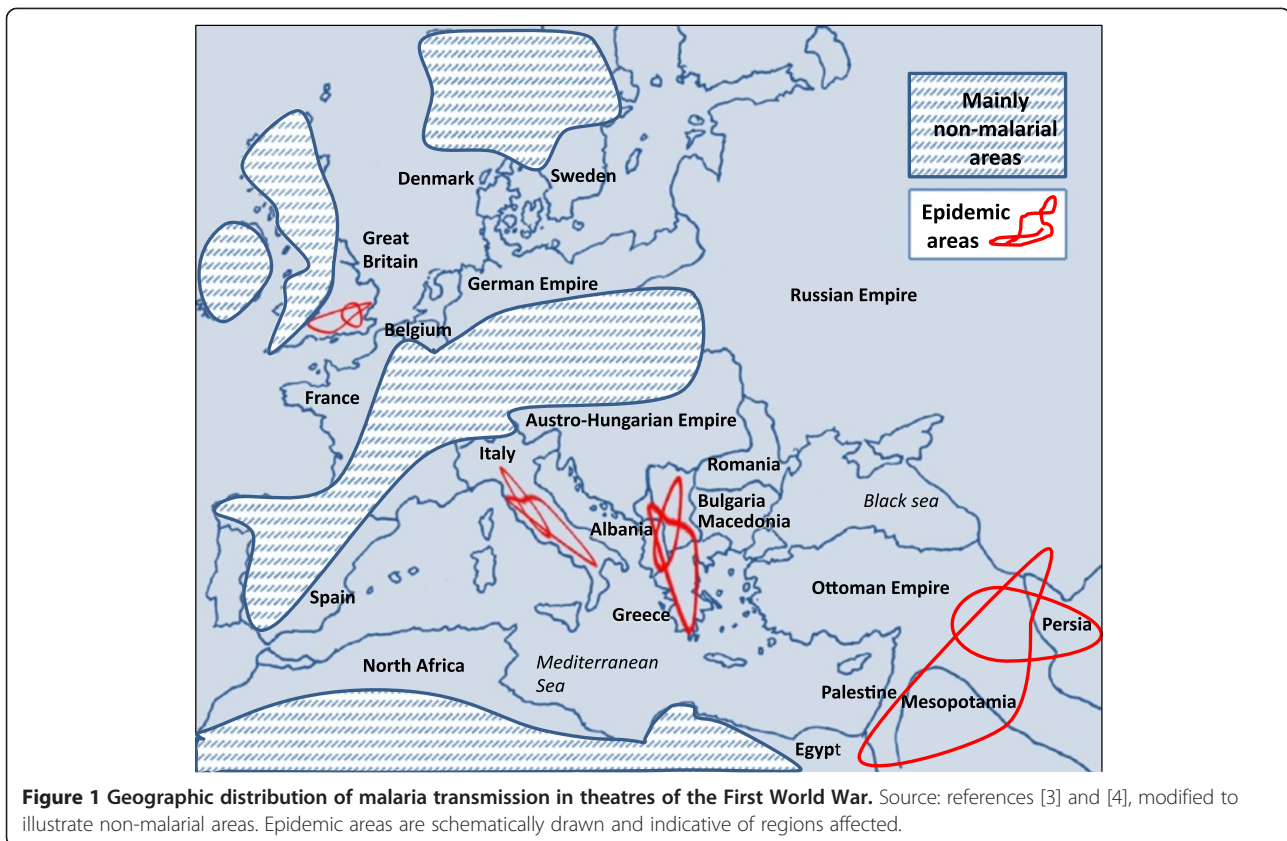 Mainly
non-malarial
areas
Epidemic
areas
Denmark
Sweden
Great
Britain
German Empire
Russian Empire
Belgium
France
Austro-Hungarian Empire
Italy
Romania
Bulgaria
Black sea
Macedonia
Albania
Ottoman Empire
Spain
Greece
Persia
North Africa
Mediterranean
Sea
Palestine
Mesopotamia
Egypt
Figure 1 Geographic distribution of malaria transmission in theatres of the First World War. Source: references [3] and [4], modified to
illustrate non-malarial areas. Epidemic areas are schematically drawn and indicative of regions affected.